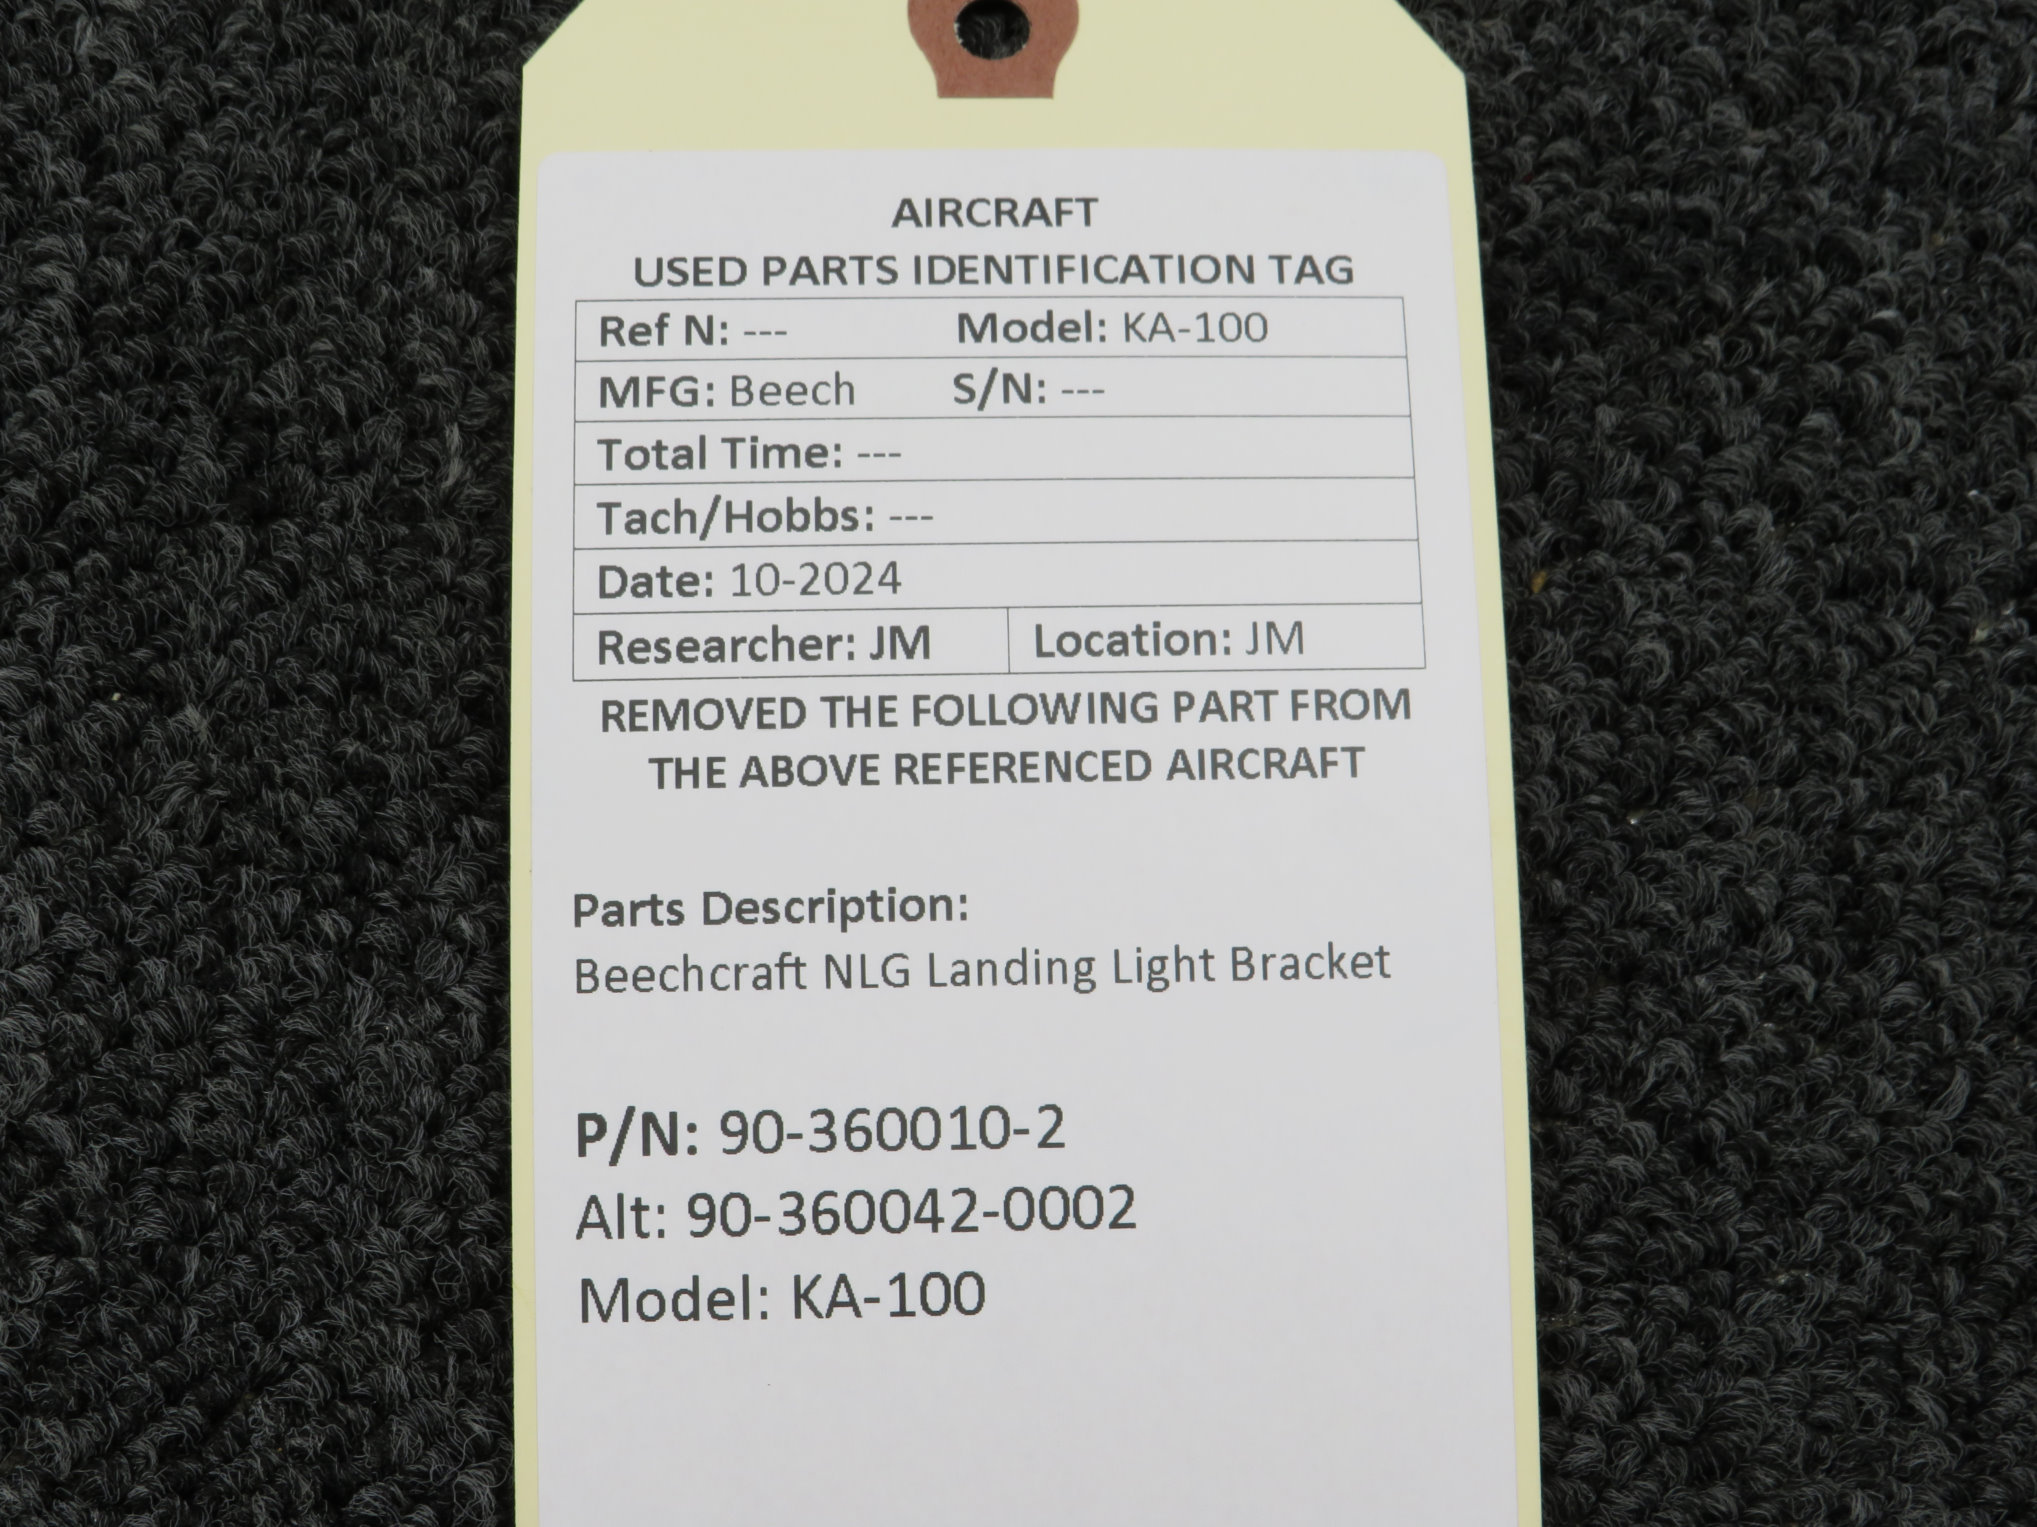 AIRCRAFT
USED PARTS IDENTIFICATION TAG
Ref N: --- Model: KA-100
MFG: Beech S/N: ---
Total Time: ---
Tach/Hobbs: ---
Date: 10-2024
Researcher: JM Location: JM
REMOVED THE FOLLOWING PART FROM
THE ABOVE REFERENCED AIRCRAFT
Parts Description:
Beechcraft NLG Landing Light Bracket
P/N: 90-360010-2
Alt: 90-360042-0002
Model: KA-100